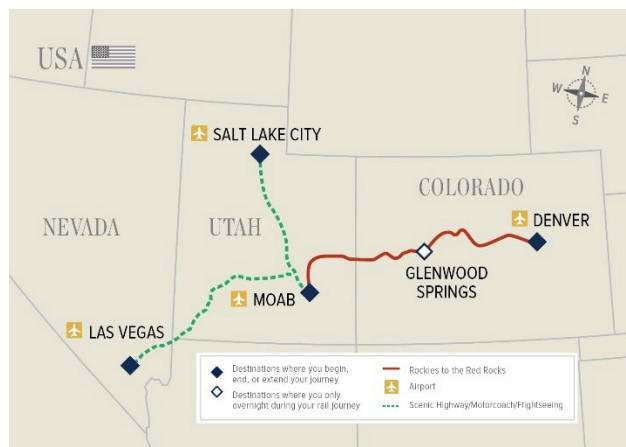 USA
N
W E
S
SALT LAKE CITY
COLORADO
NEVADA
UTAH
DENVER
GLENWOOD
SPRINGS
MOAB
LAS VEGAS
Destinations where you begin,
end, or extend your journey
Destinations where you only
overnight during your rail journey
Rockies to the Red Rocks
Airport
Scenic Highway/Motorcoach/Flightseeing